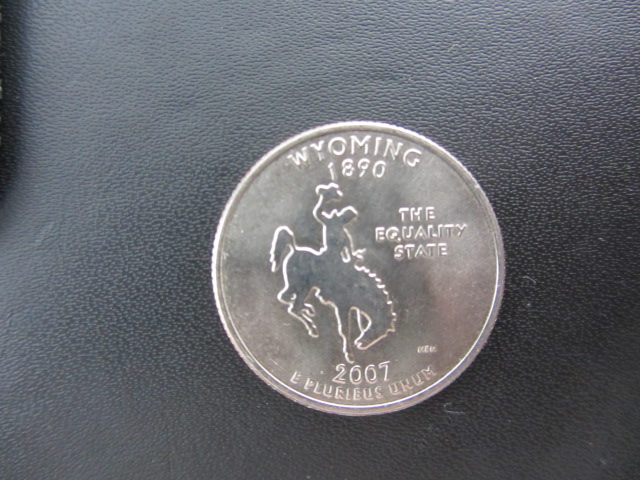 WYOMING
1890
THE
EQUALITY
STATE
2007
E PLURIBUS UNUM